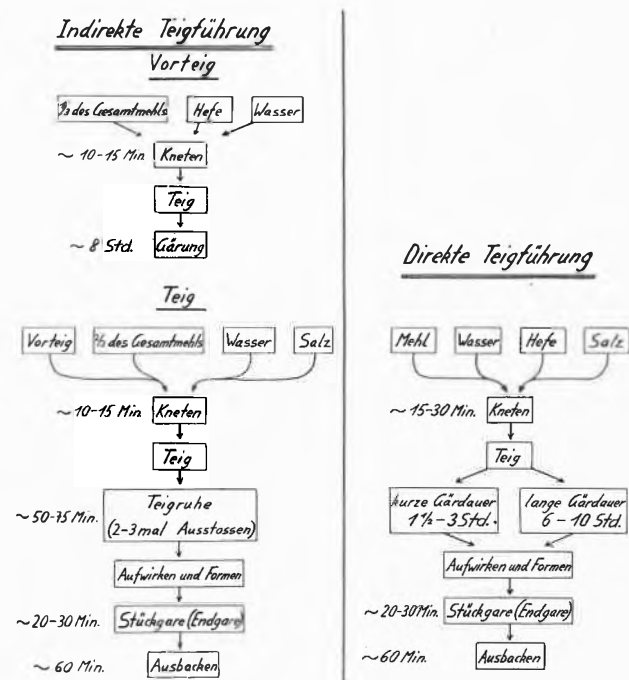 Indirekte Teigführung
Vorteig
1/3 des Gesamtmehls Hefe Wasser
~ 10-15 Min. Kneten
Teig
~ 8 Std. Gärung
Teig
Vorteig 2/3 des Gesamtmehls Wasser Salz
~10-15 Min. Kneten
Teig
~50-75 Min. Teigruhe
(2-3mal Ausstossen)
Aufwirken und Formen
~20-30 Min. Stückgare (Endgare)
~ 60 Min. Ausbacken
Direkte Teigführung
Mehl Wasser Hefe Salz
~ 15-30 Min. Kneten
Teig
kurze Gärdauer
1 1/2 - 3 Std.
lange Gärdauer
6 - 10 Std.
Aufwirken und Formen
~20-30Min. Stückgare (Endgare)
~60 Min. Ausbacken